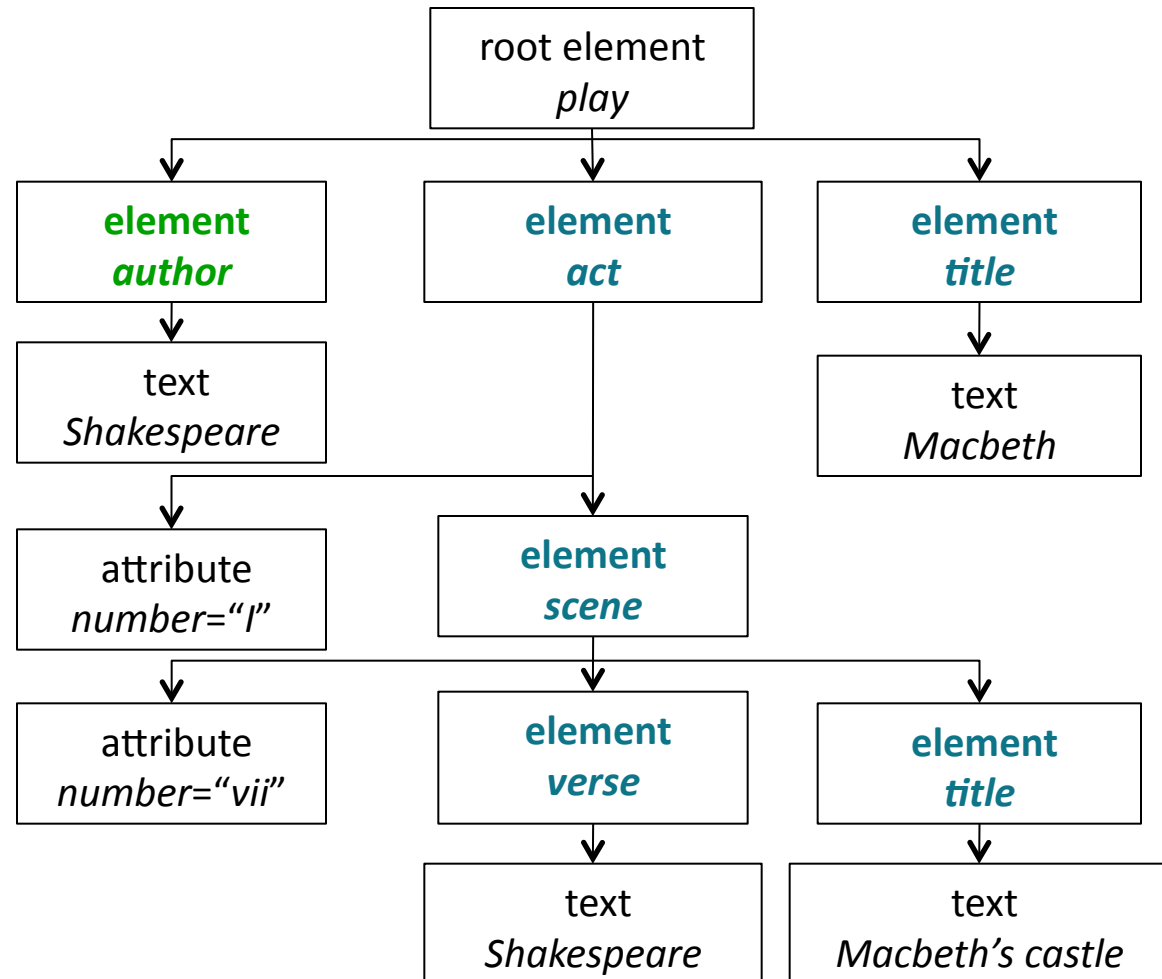 root element
play
element
author
element
act
element
title
text
Shakespeare
text
Macbeth
attribute
number=“I”
element
scene
attribute
number=“vii”
element
verse
element
title
text
Shakespeare
text
Macbeth’s castle